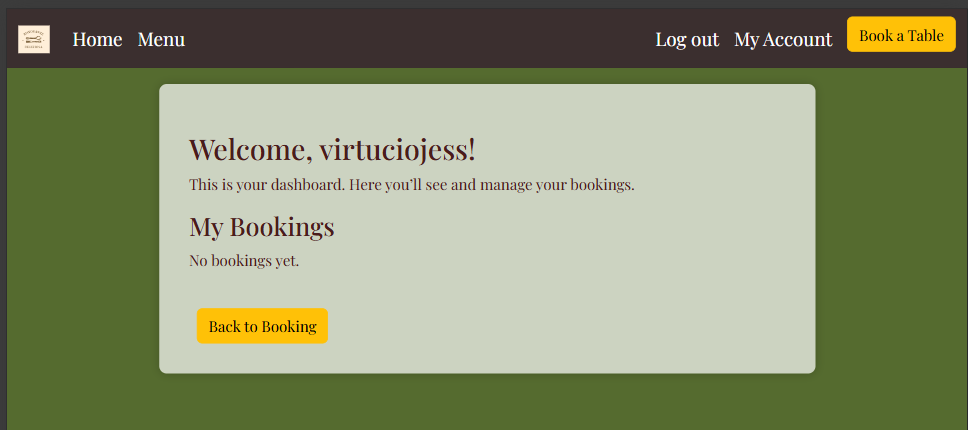 Home Menu Log out My Account Book a Table
Welcome, virtuciojess!
This is your dashboard. Here you’ll see and manage your bookings.
My Bookings
No bookings yet.
Back to Booking